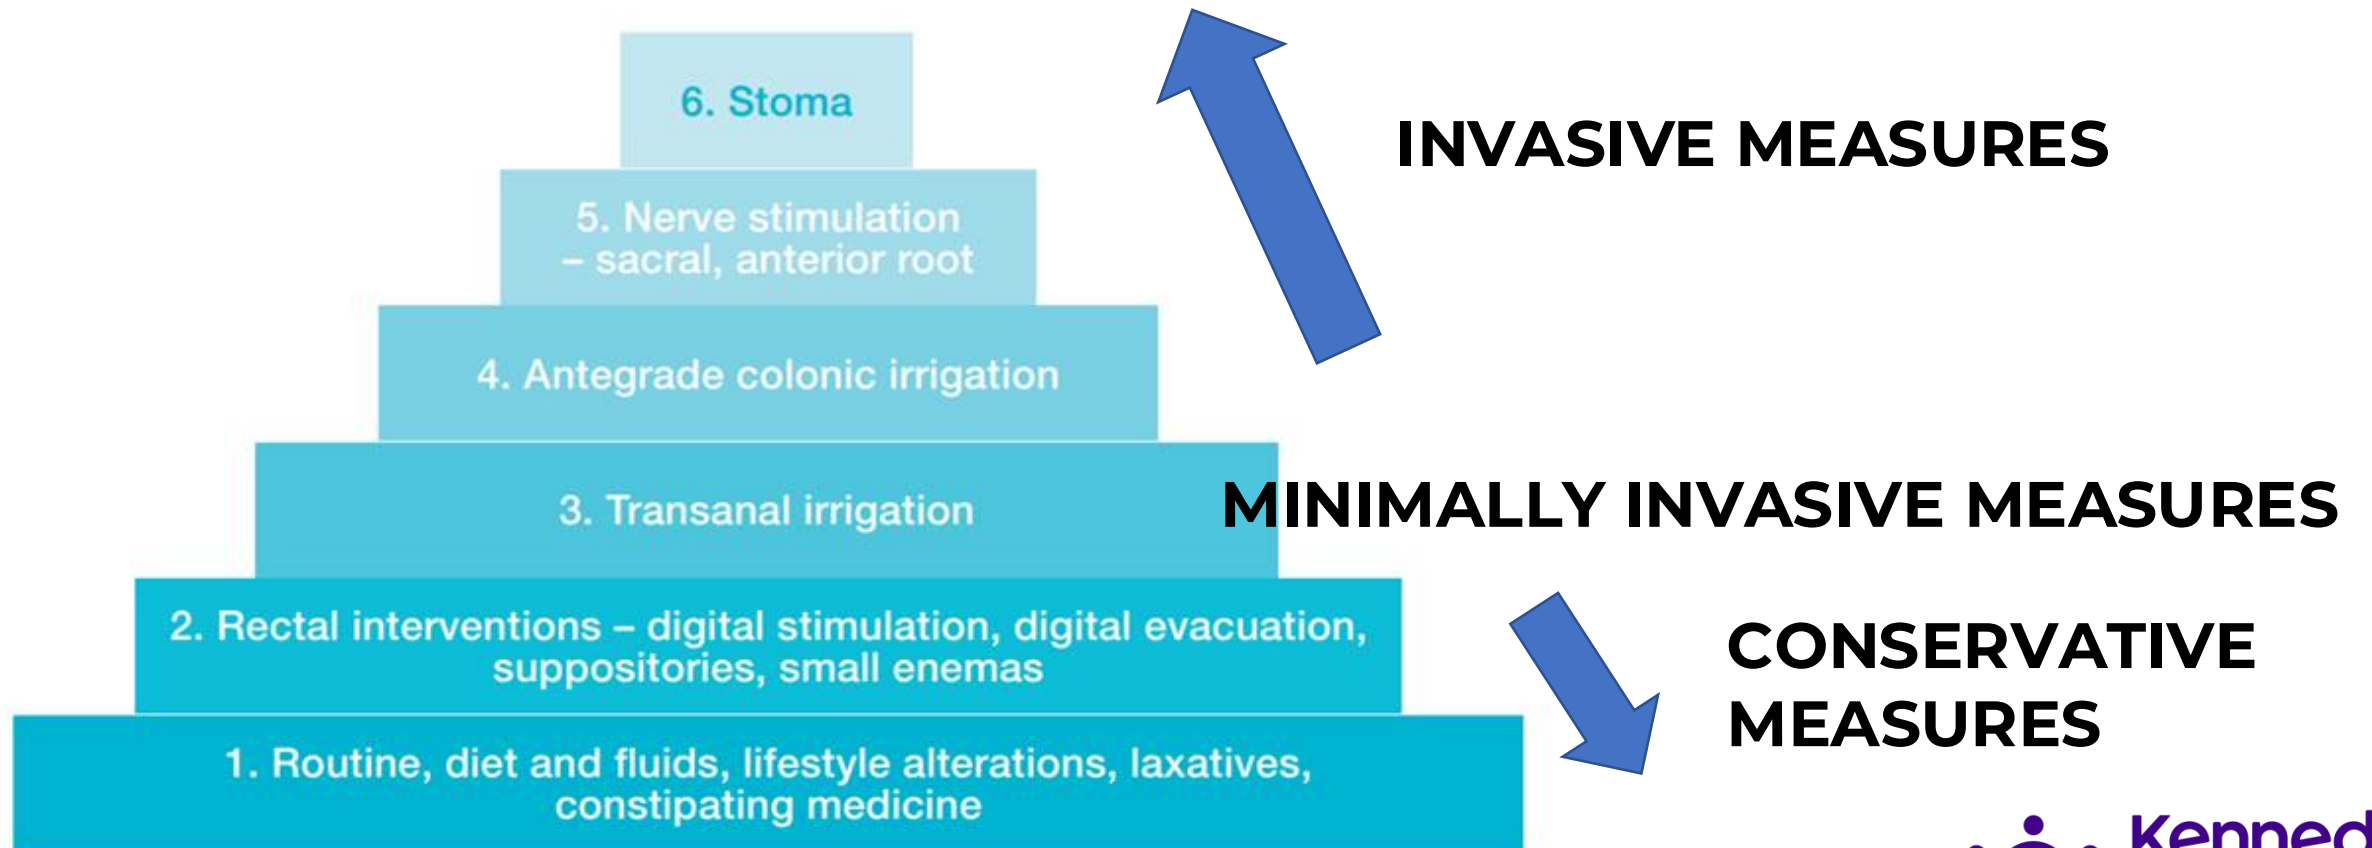 6. Stoma
INVASIVE MEASURES
5. Nerve stimulation
– sacral, anterior root
4. Antegrade colonic irrigation
3. Transanal irrigation
MINIMALLY INVASIVE MEASURES
2. Rectal interventions – digital stimulation, digital evacuation,
suppositories, small enemas
CONSERVATIVE
MEASURES
1. Routine, diet and fluids, lifestyle alterations, laxatives,
constipating medicine